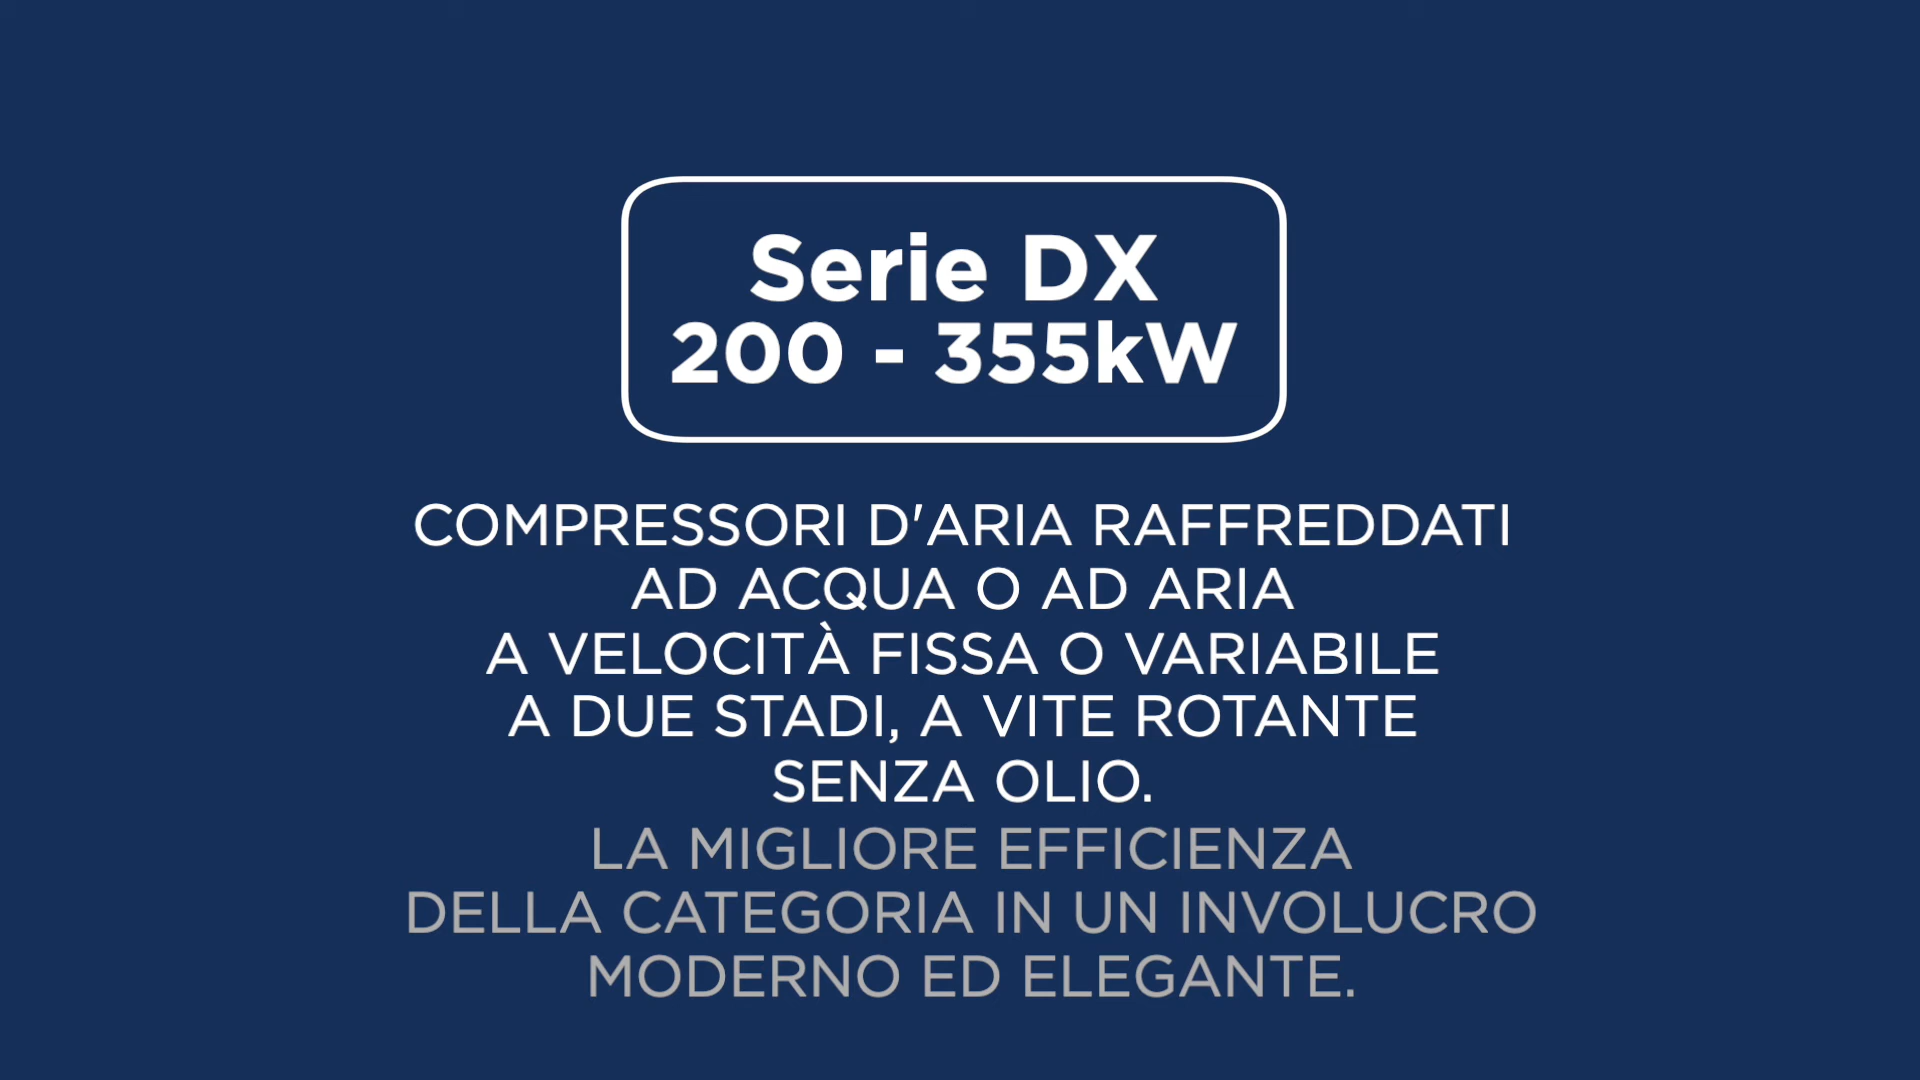 Serie DX
200 - 355kW
COMPRESSORI D'ARIA RAFFREDDATI
AD ACQUA O AD ARIA
A VELOCITÀ FISSA O VARIABILE
A DUE STADI, A VITE ROTANTE
SENZA OLIO.
LA MIGLIORE EFFICIENZA
DELLA CATEGORIA IN UN INVOLUCRO
MODERNO ED ELEGANTE.